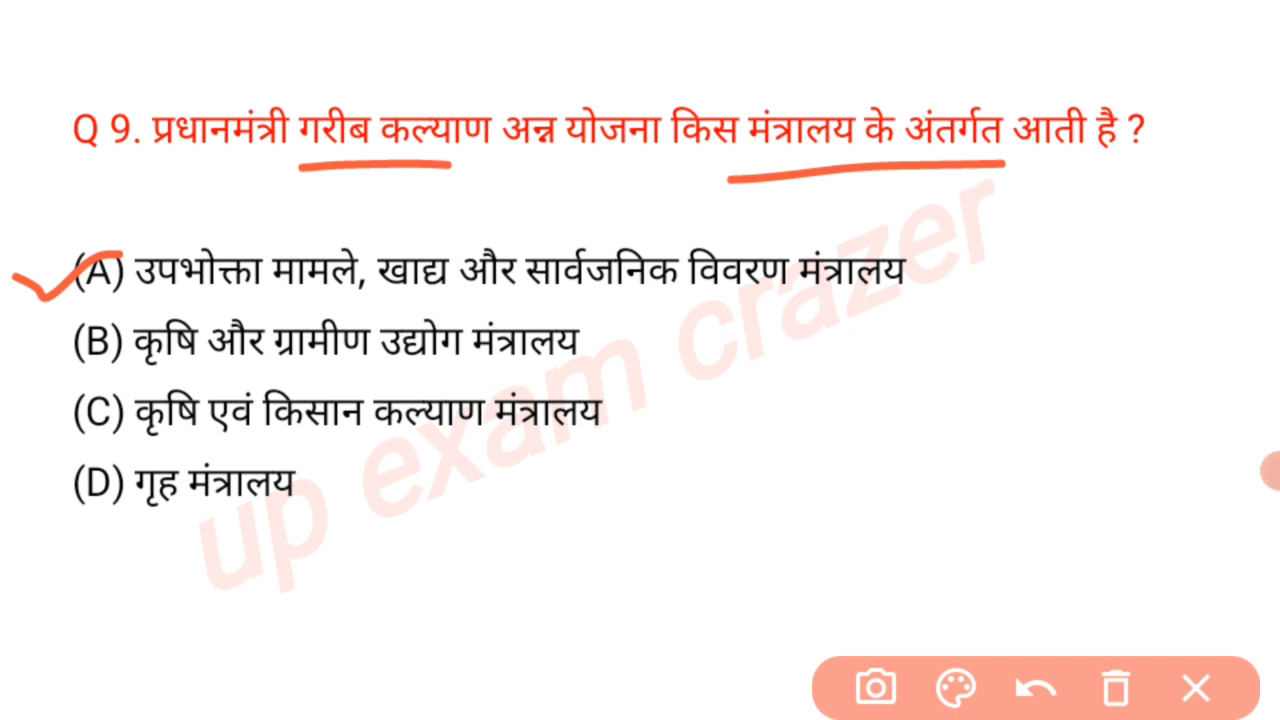 Q 9. प्रधानमंत्री गरीब कल्याण अन्न योजना किस मंत्रालय के अंतर्गत आती है ?
(A) उपभोक्ता मामले, खाद्य और सार्वजनिक विवरण मंत्रालय
(B) कृषि और ग्रामीण उद्योग मंत्रालय
(C) कृषि एवं किसान कल्याण मंत्रालय
(D) गृह मंत्रालय
up exam crazer